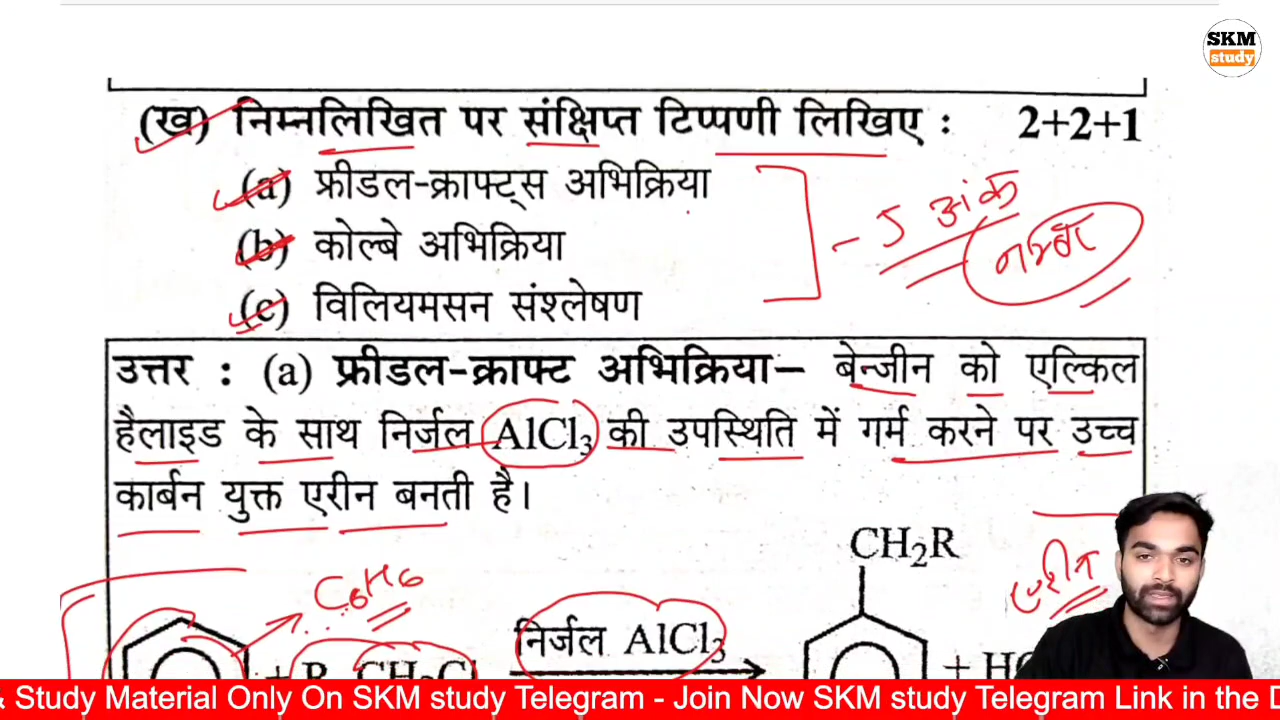 SKM
study
(ख) निम्नलिखित पर संक्षिप्त टिप्पणी लिखिए : 2+2+1
(a) फ्रीडल-क्राफ्ट्स अभिक्रिया
(b) कोल्बे अभिक्रिया
(c) विलियमसन संश्लेषण
5 अंक
उत्तर : (a) फ्रीडल-क्राफ्ट अभिक्रिया– बेन्जीन को एल्किल
हैलाइड के साथ निर्जल AlCl₃ की उपस्थिति में गर्म करने पर उच्च
कार्बन युक्त एरीन बनती है।
CH₂R
एरीन
C₆H₆
निर्जल AlCl₃
+
+
& Study Material Only On SKM study Telegram - Join Now SKM study Telegram Link in the